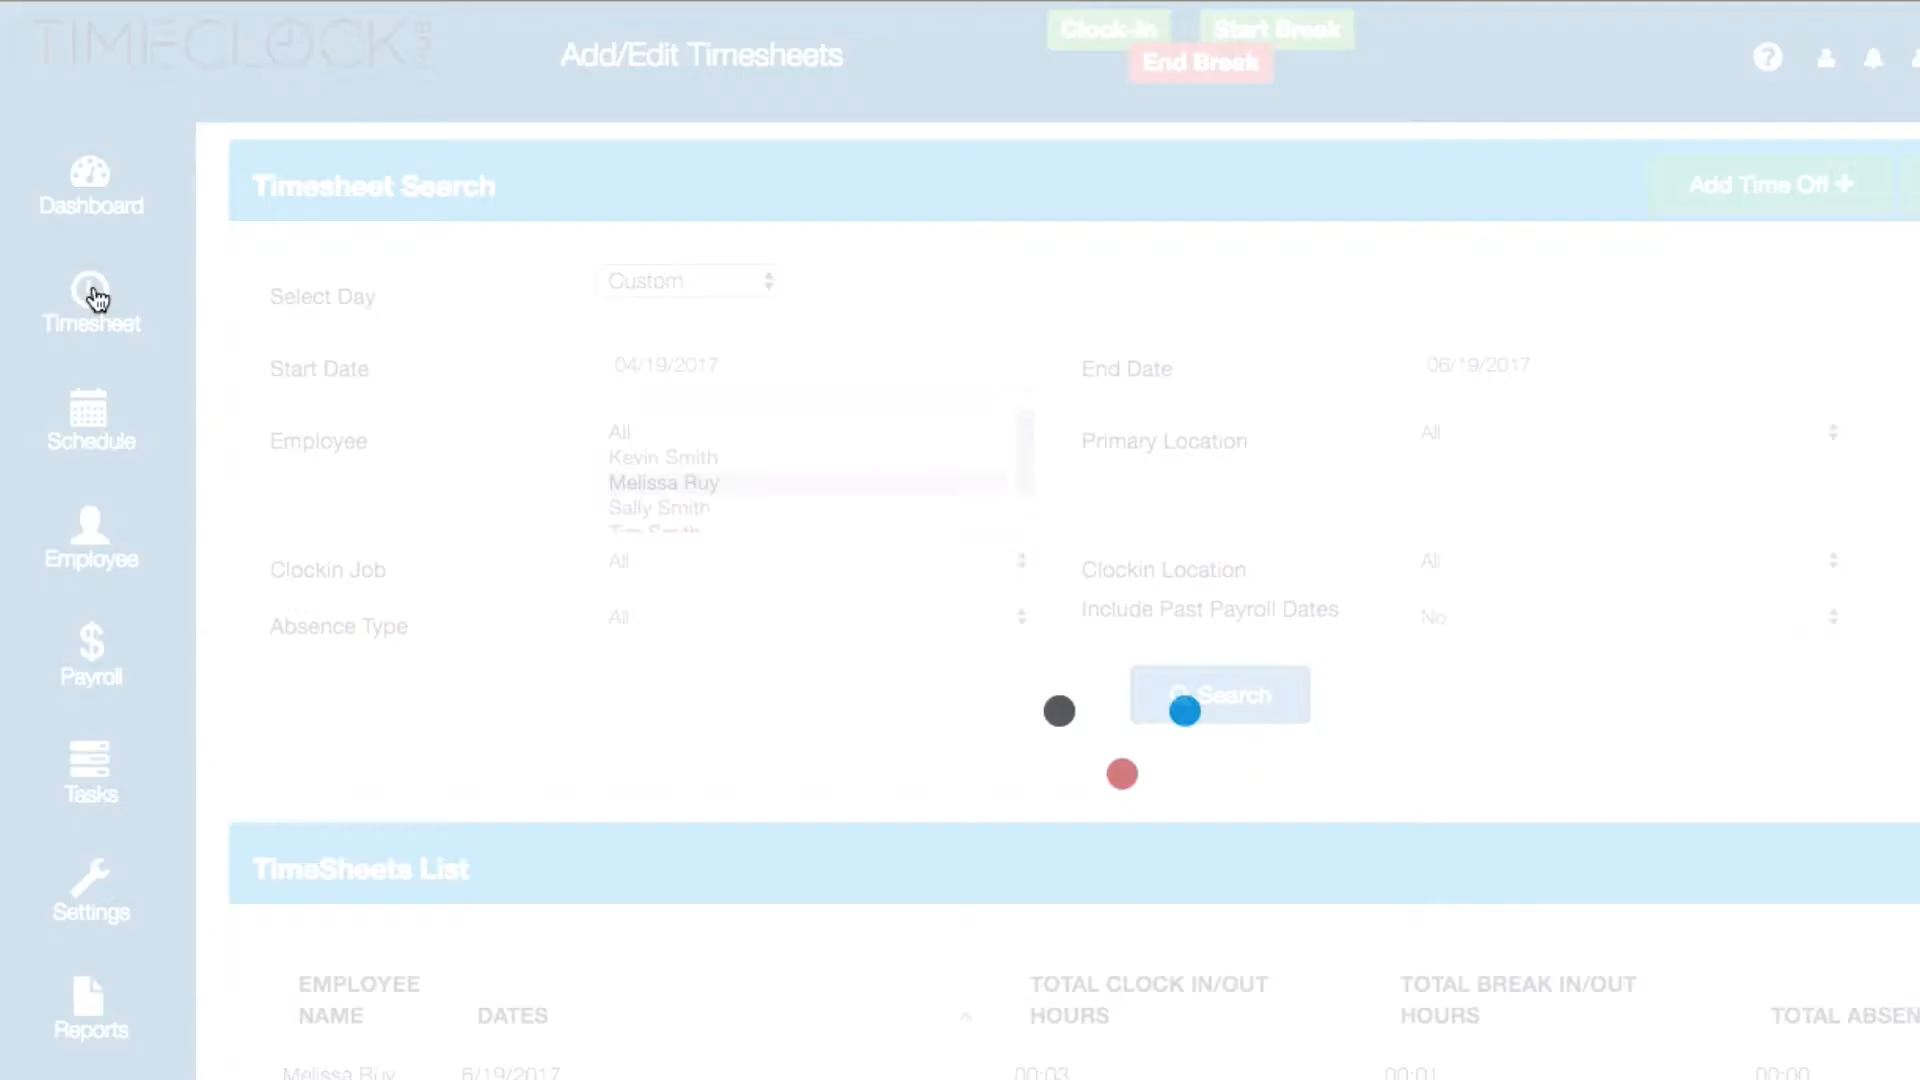 TIMECLOCK HUB
Add/Edit Timesheets
Clock-In
Start Break
End Break
Dashboard
Timesheet
Schedule
Employee
Payroll
Tasks
Settings
Reports
Timesheet Search
Add Time Off +
Select Day
Custom
Start Date
04/19/2017
End Date
06/19/2017
Employee
All
Kevin Smith
Melissa Ruy
Sally Smith
Tim Smith
Primary Location
All
Clockin Job
All
Clockin Location
All
Absence Type
All
Include Past Payroll Dates
No
Search
TimeSheets List
EMPLOYEE
NAME
DATES
TOTAL CLOCK IN/OUT
HOURS
TOTAL BREAK IN/OUT
HOURS
TOTAL ABSEN
Melissa Ruy
6/19/2017
00:03
00:01
00:00